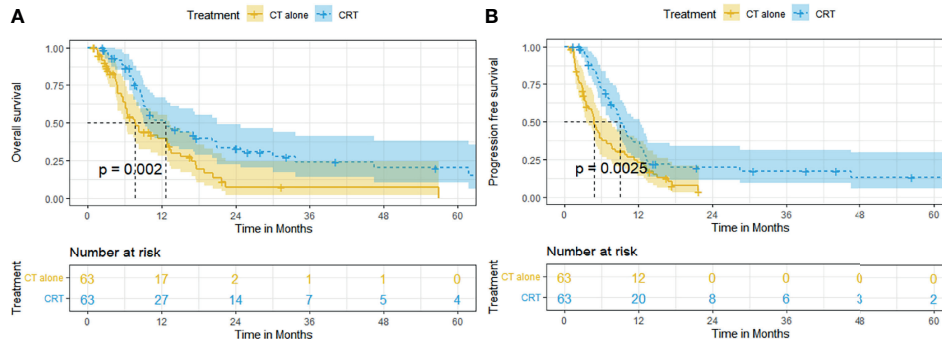 A
Treatment CT alone CRT
Overall survival
1.00
0.75
0.50
0.25
0.00
p = 0.002
0 12 24 36 48 60
Time in Months
Number at risk
Treatment
CT alone 63 17 2 1 1 0
CRT 63 27 14 7 5 4
0 12 24 36 48 60
Time in Months
B
Treatment CT alone CRT
Progression free survival
1.00
0.75
0.50
0.25
0.00
p = 0.0025
0 12 24 36 48 60
Time in Months
Number at risk
Treatment
CT alone 63 12 0 0 0 0
CRT 63 20 8 6 3 2
0 12 24 36 48 60
Time in Months